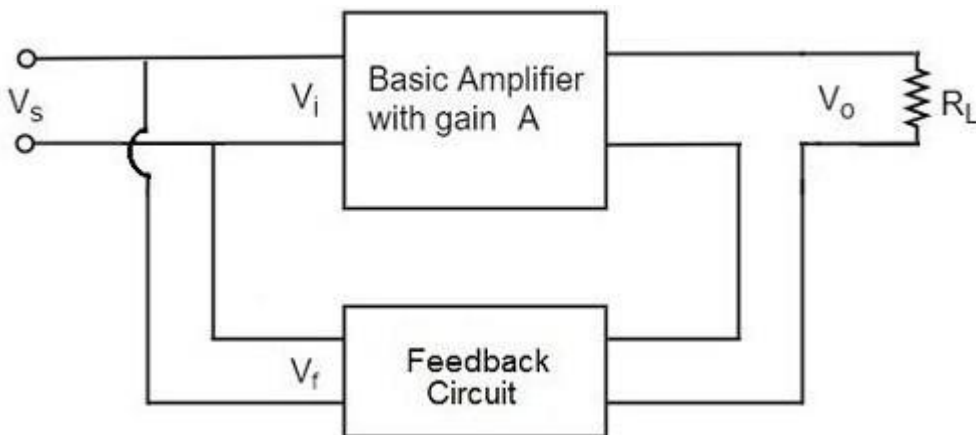 Basic Amplifier
with gain A
Vs
Vi
Vo
RL
Vf
Feedback
Circuit